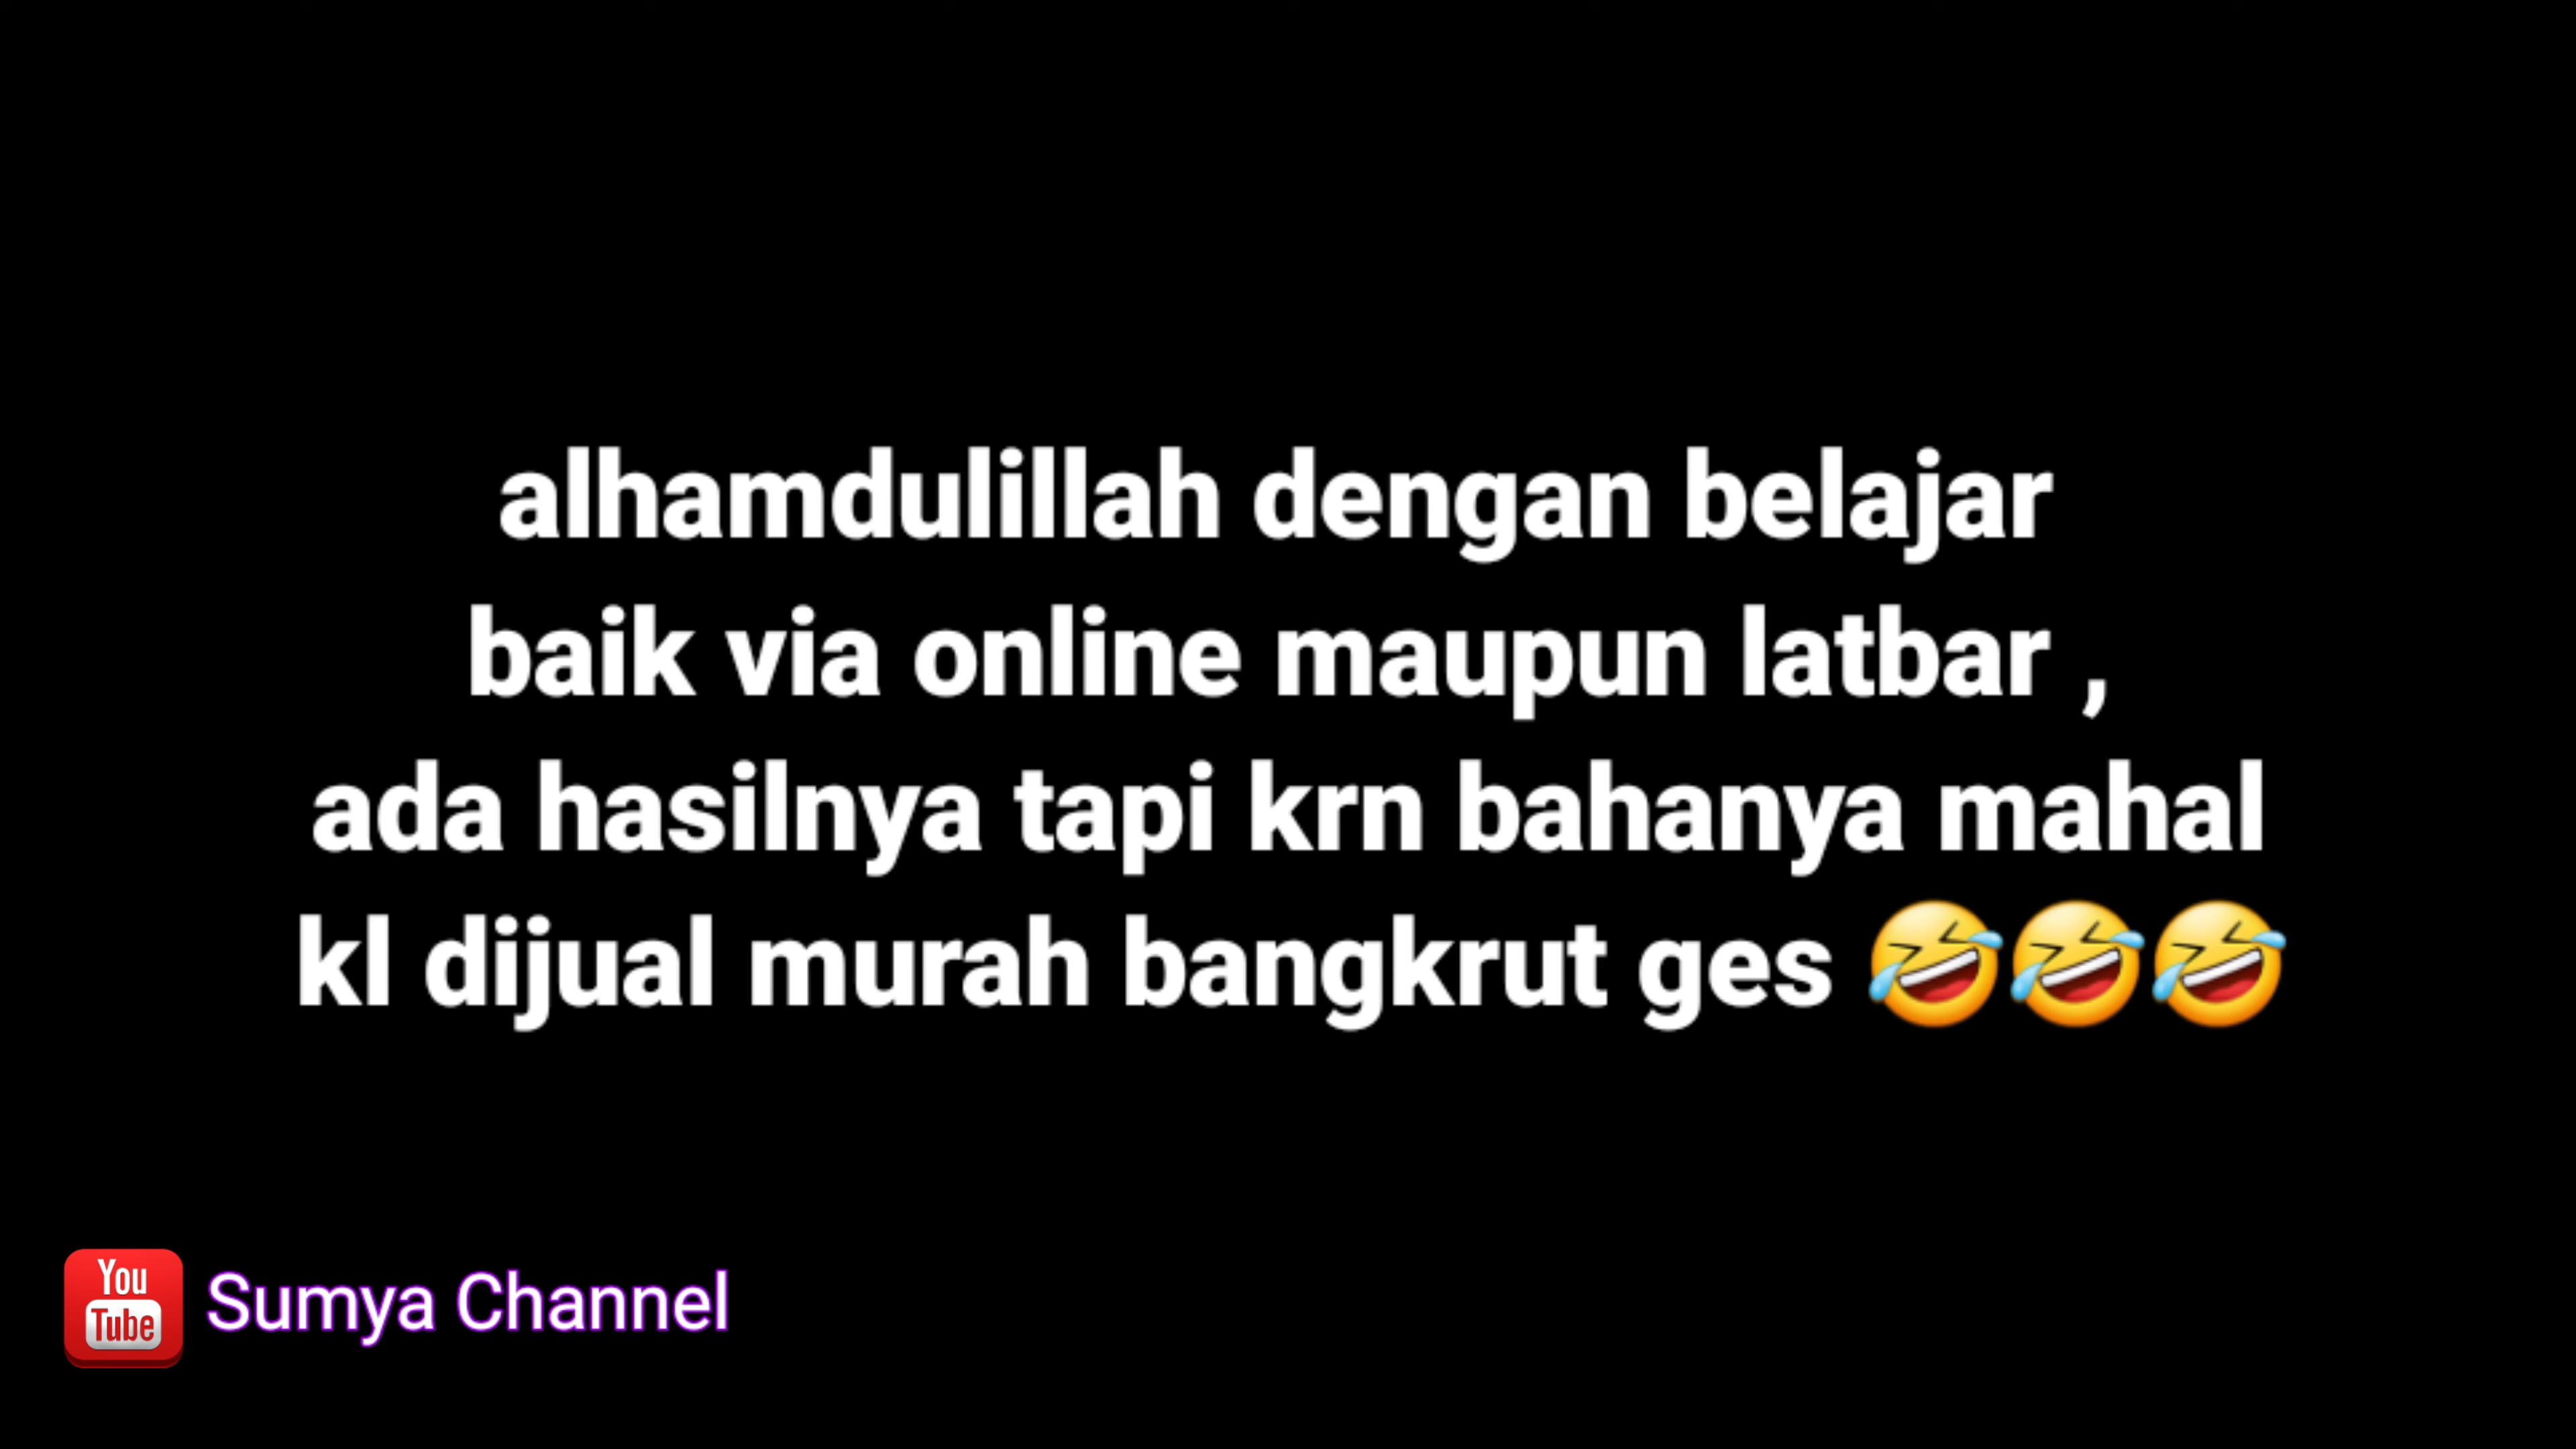 alhamdulillah dengan belajar
baik via online maupun latbar ,
ada hasilnya tapi krn bahanya mahal
kl dijual murah bangkrut ges 🤣🤣🤣
You
Tube
Sumya Channel